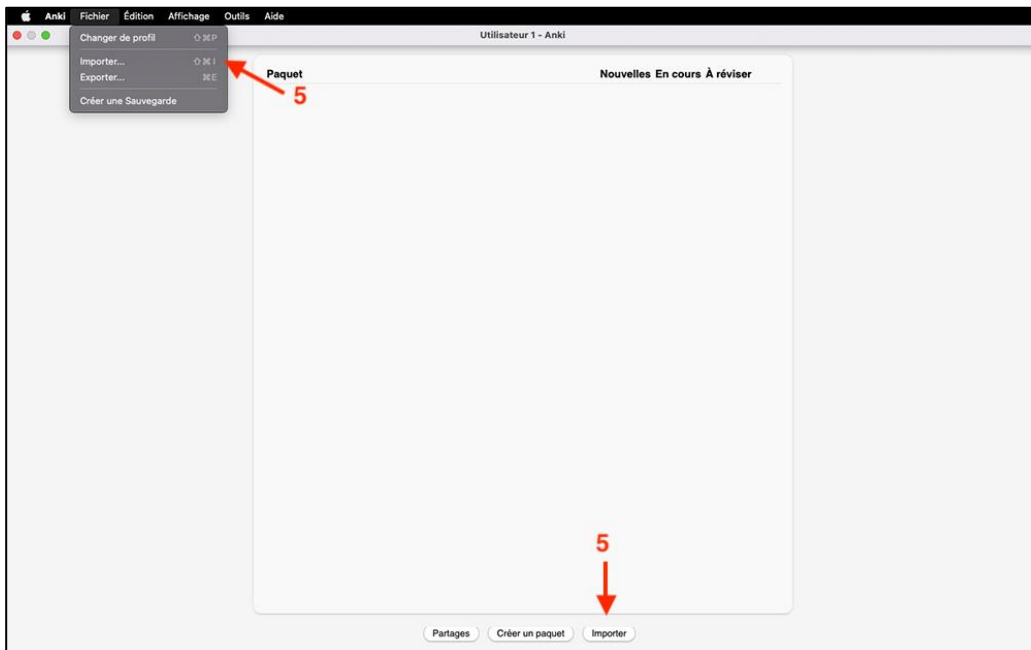 Anki Fichier Édition Affichage Outils Aide
Utilisateur 1 - Anki
Changer de profil ⇧⌘P
Importer... ⇧⌘I
Exporter... ⌘E
Créer une Sauvegarde
5
Paquet Nouvelles En cours À réviser
5
Partages Créer un paquet Importer